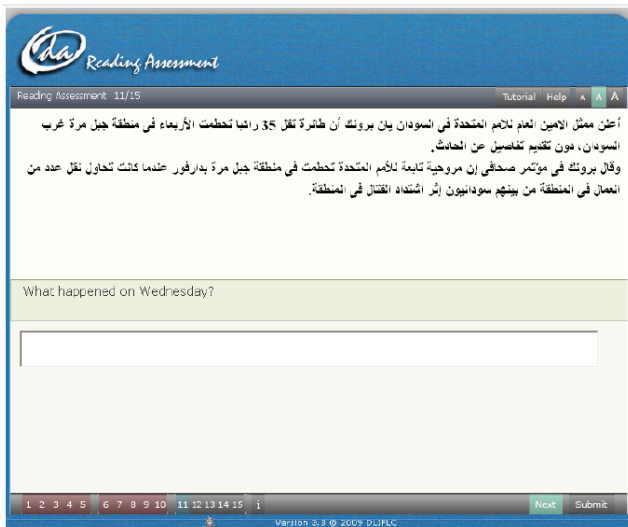 Oda Reading Assessment
Reading Assessment 11/15
Tutorial Help A A A
أعلن ممثل الامين العام للامم المتحدة في السودان يان برونك أن طائرة تقل 35 راكبا تحطمت الأربعاء في منطقة جبل مرة غرب
السودان، دون تقديم تفاصيل عن الحادث.
وقال برونك في مؤتمر صحافي إن مروحية تابعة للأمم المتحدة تحطمت في منطقة جبل مرة بدارفور عندما كانت تحاول نقل عدد من
العمال في المنطقة من بينهم سودانيون إثر اشتداد القتال في المنطقة.
What happened on Wednesday?
1 2 3 4 5 6 7 8 9 10 11 12 13 14 15 i
Next Submit
Version 3.3 © 2009 DLIFLC